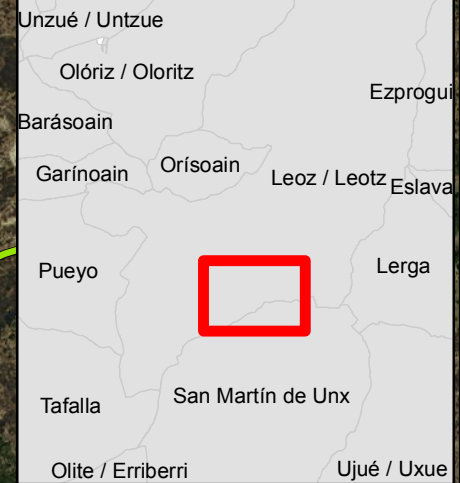 Unzué / Untzue
Olóriz / Oloritz
Ezprogui
Barásoain
Garínoain
Orísoain
Leoz / Leotz
Eslava
Pueyo
Lerga
Tafalla
San Martín de Unx
Olite / Erriberri
Ujué / Uxue